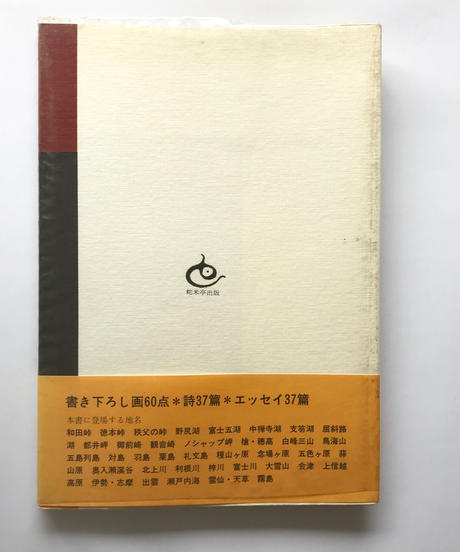 蛇米亭出版
書き下ろし画60点＊詩37篇＊エッセイ37篇
本書に登場する地名
和田峠 徳本峠 秩父の峠 野尻湖 富士五湖 中禅寺湖 支笏湖 屈斜路
湖 都井岬 御前崎 観音崎 ノシャップ岬 槍・穂高 白峰三山 鳥海山
五島列島 対島 羽島 粟島 礼文島 種山ヶ原 念場ヶ原 五色ヶ原 蒜
山原 奥入瀬渓谷 北上川 利根川 梓川 富士川 大雪山 会津 上信越
高原 伊勢・志摩 出雲 瀬戸内海 雲仙・天草 霧島